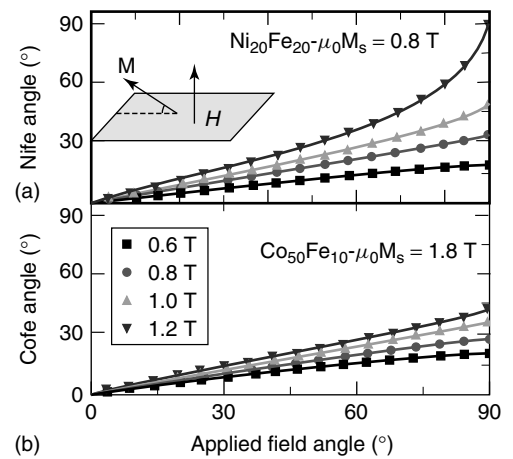 90
Ni20Fe20-μ0Ms = 0.8 T
60
M
30
H
Nife angle (°)
(a)
90
0.6 T
Co50Fe10-μ0Ms = 1.8 T
0.8 T
60
1.0 T
1.2 T
30
Cofe angle (°)
0
0 30 60 90
(b)
Applied field angle (°)